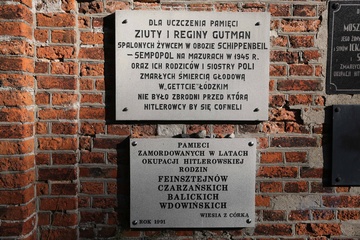 DLA UCZCZENIA PAMIĘCI
ZIUTY I REGINY GUTMAN
SPALONYCH ŻYWCEM W OBOZIE SCHIPPENBEIL
— SEMPOPOL NA MAZURACH W 1945 R.
ORAZ ICH RODZICÓW I SIOSTRY POLI
ZMARŁYCH ŚMIERCIĄ GŁODOWĄ
W GETTCIE ŁÓDZKIM
NIE BYŁO ZBRODNI PRZED KTÓRĄ
HITLEROWCY BY SIĘ COFNĘLI
PAMIĘCI
ZAMORDOWANYCH W LATACH
OKUPACJI HITLEROWSKIEJ
RODZIN
FEINSZTEJNÓW
CZARZAŃSKICH
BALICKICH
WDOWIŃSKICH
WIESIA Z CÓRKĄ
ROK 1991